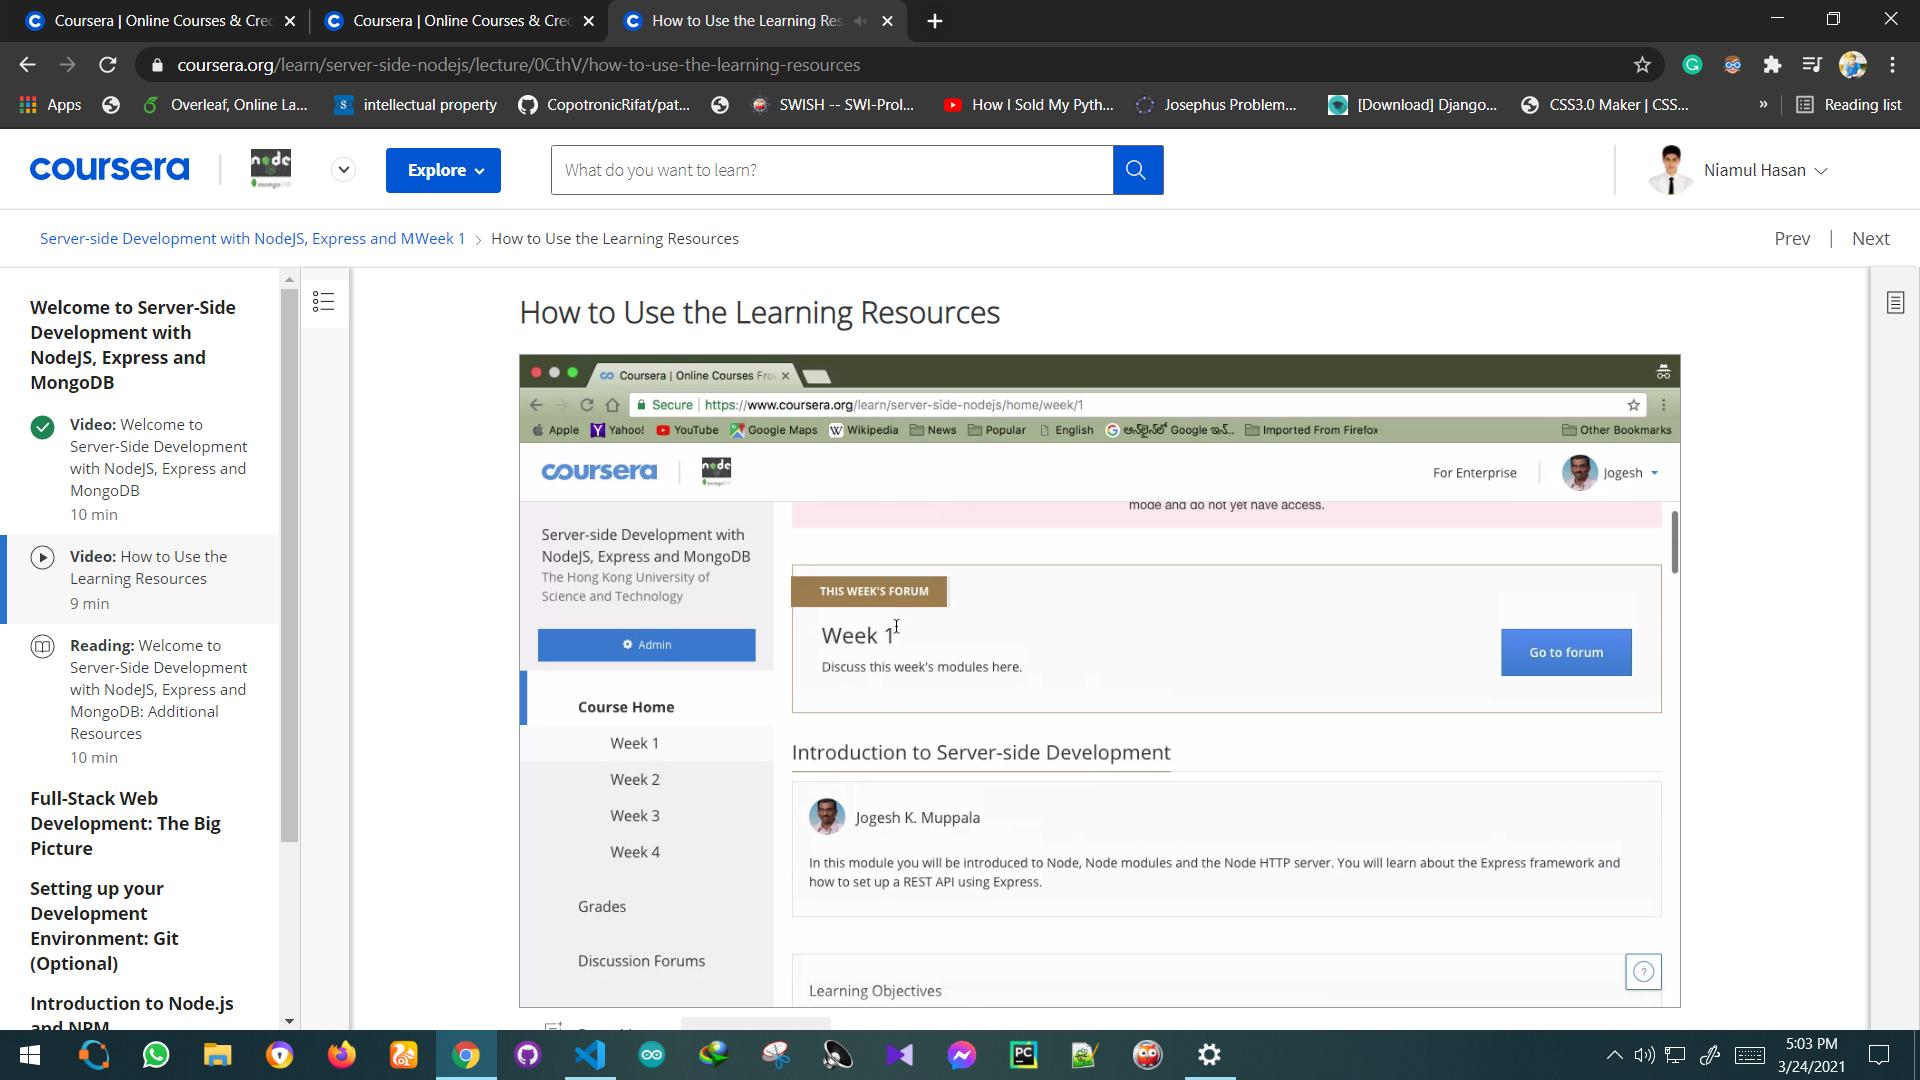 Coursera | Online Courses & Cre
Coursera | Online Courses & Cre
How to Use the Learning Res
coursera.org/learn/server-side-nodejs/lecture/0CthV/how-to-use-the-learning-resources
Apps
Overleaf, Online La...
intellectual property
CopotronicRifat/pat...
SWISH -- SWI-Prol...
How I Sold My Pyth...
Josephus Problem...
[Download] Django...
CSS3.0 Maker | CSS...
»
Reading list
coursera
Explore
What do you want to learn?
Niamul Hasan
Server-side Development with NodeJS, Express and MWeek 1 > How to Use the Learning Resources
Prev | Next
Welcome to Server-Side
Development with
NodeJS, Express and
MongoDB
Video: Welcome to
Server-Side Development
with NodeJS, Express and
MongoDB
10 min
Video: How to Use the
Learning Resources
9 min
Reading: Welcome to
Server-Side Development
with NodeJS, Express and
MongoDB: Additional
Resources
10 min
Full-Stack Web
Development: The Big
Picture
Setting up your
Development
Environment: Git
(Optional)
Introduction to Node.js
and NPM
How to Use the Learning Resources
Coursera | Online Courses Fro
Secure | https://www.coursera.org/learn/server-side-nodejs/home/week/1
Apple
Yahoo!
YouTube
Google Maps
Wikipedia
News
Popular
English
Imported From Firefox
Other Bookmarks
coursera
node
For Enterprise
Jogesh
mode and do not yet have access.
Server-side Development with
NodeJS, Express and MongoDB
The Hong Kong University of
Science and Technology
Admin
Course Home
Week 1
Week 2
Week 3
Week 4
Grades
Discussion Forums
THIS WEEK'S FORUM
Week 1
Discuss this week's modules here.
Go to forum
Introduction to Server-side Development
Jogesh K. Muppala
In this module you will be introduced to Node, Node modules and the Node HTTP server. You will learn about the Express framework and
how to set up a REST API using Express.
Learning Objectives
5:03 PM
3/24/2021